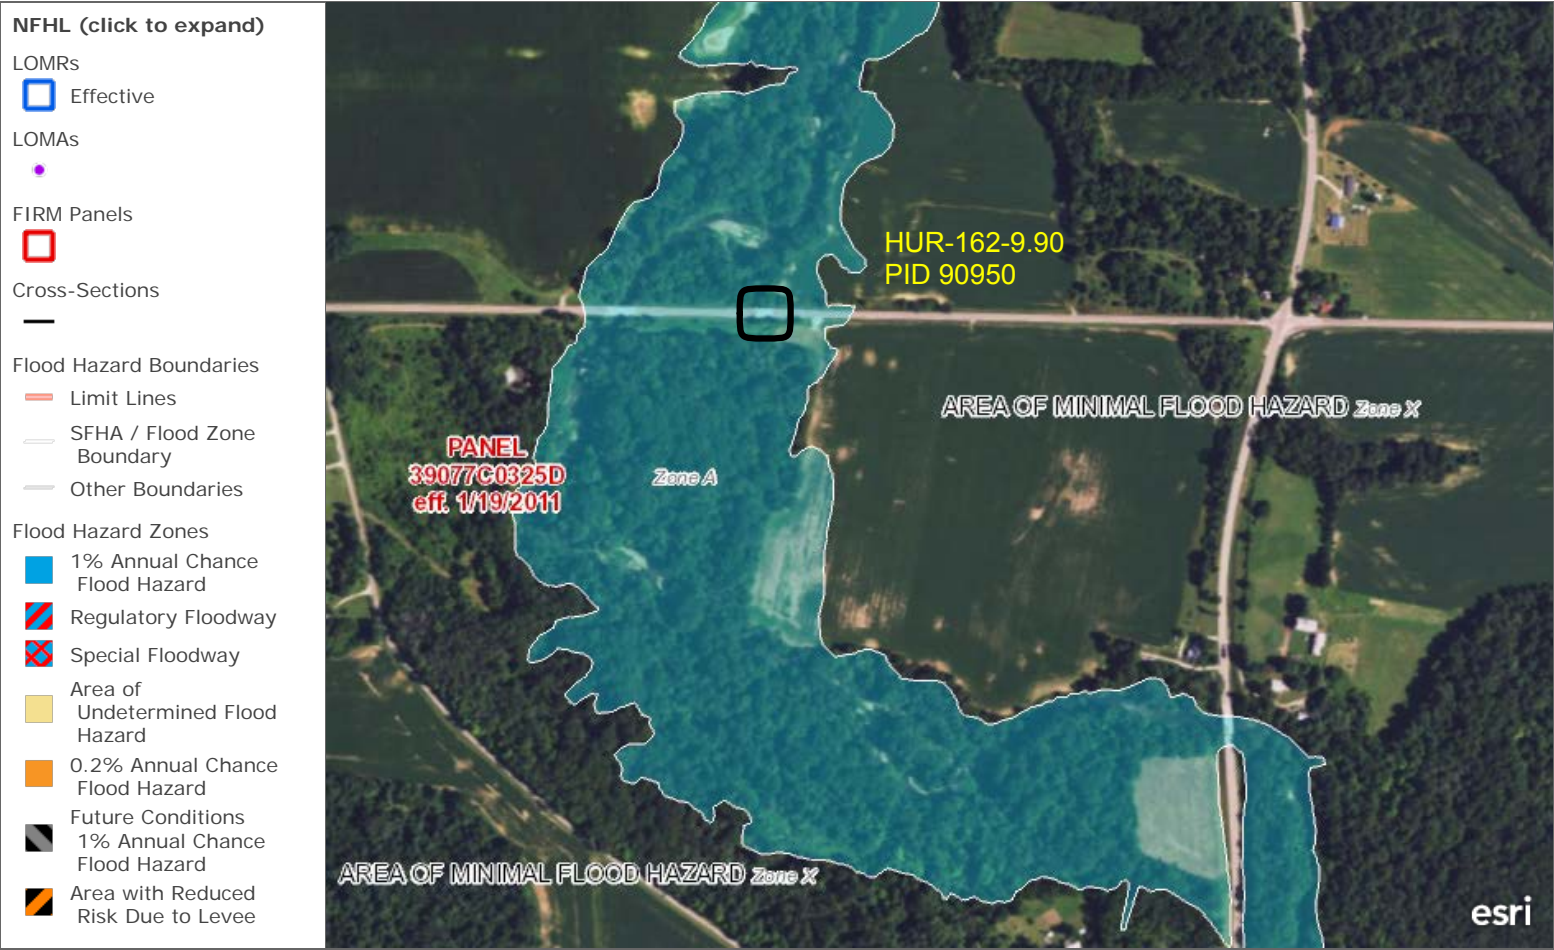 NFHL (click to expand)
LOMRs
Effective
LOMAs
FIRM Panels
Cross-Sections
Flood Hazard Boundaries
Limit Lines
SFHA / Flood Zone
Boundary
Other Boundaries
Flood Hazard Zones
1% Annual Chance
Flood Hazard
Regulatory Floodway
Special Floodway
Area of
Undetermined Flood
Hazard
0.2% Annual Chance
Flood Hazard
Future Conditions
1% Annual Chance
Flood Hazard
Area with Reduced
Risk Due to Levee
HUR-162-9.90
PID 90950
AREA OF MINIMAL FLOOD HAZARD Zone X
PANEL
39077C0325D
eff. 1/19/2011
Zone A
AREA OF MINIMAL FLOOD HAZARD Zone X
esri